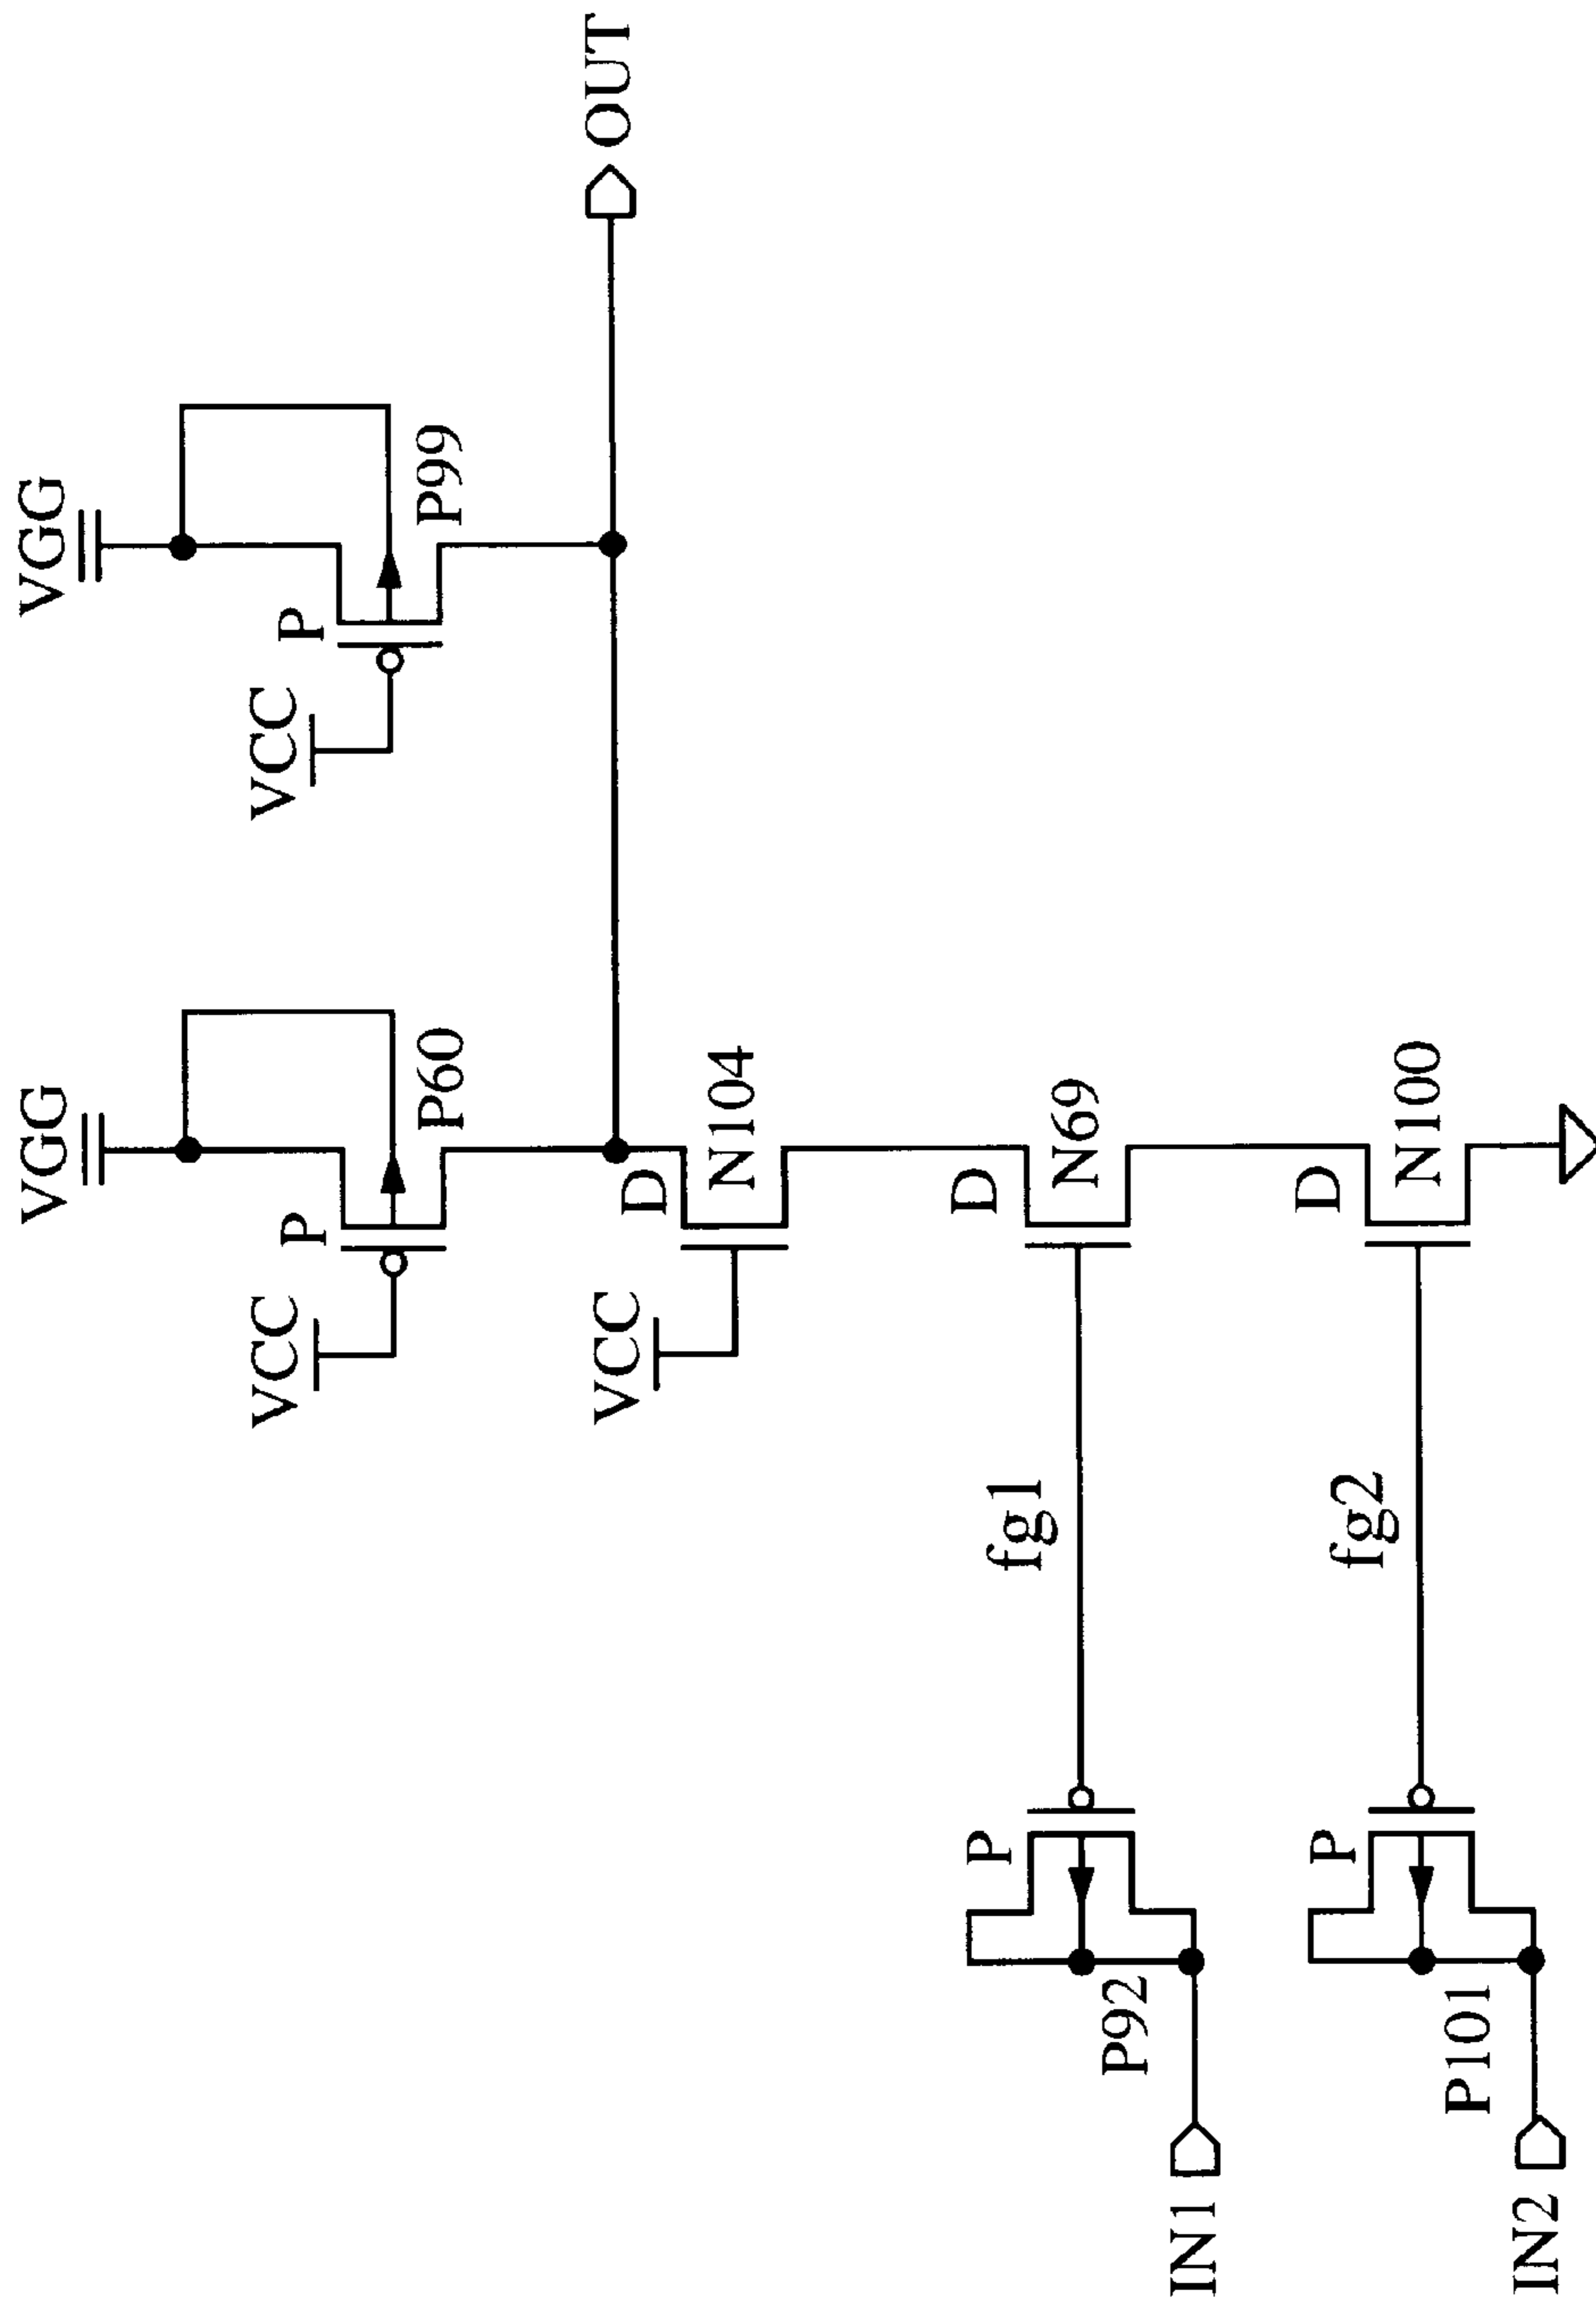 VGG
VGG
VCC
P
VCC
P
P60
P99
OUT
VCC
D
N104
P
fg1
D
N69
P92
IN1
P
fg2
D
N100
P101
IN2